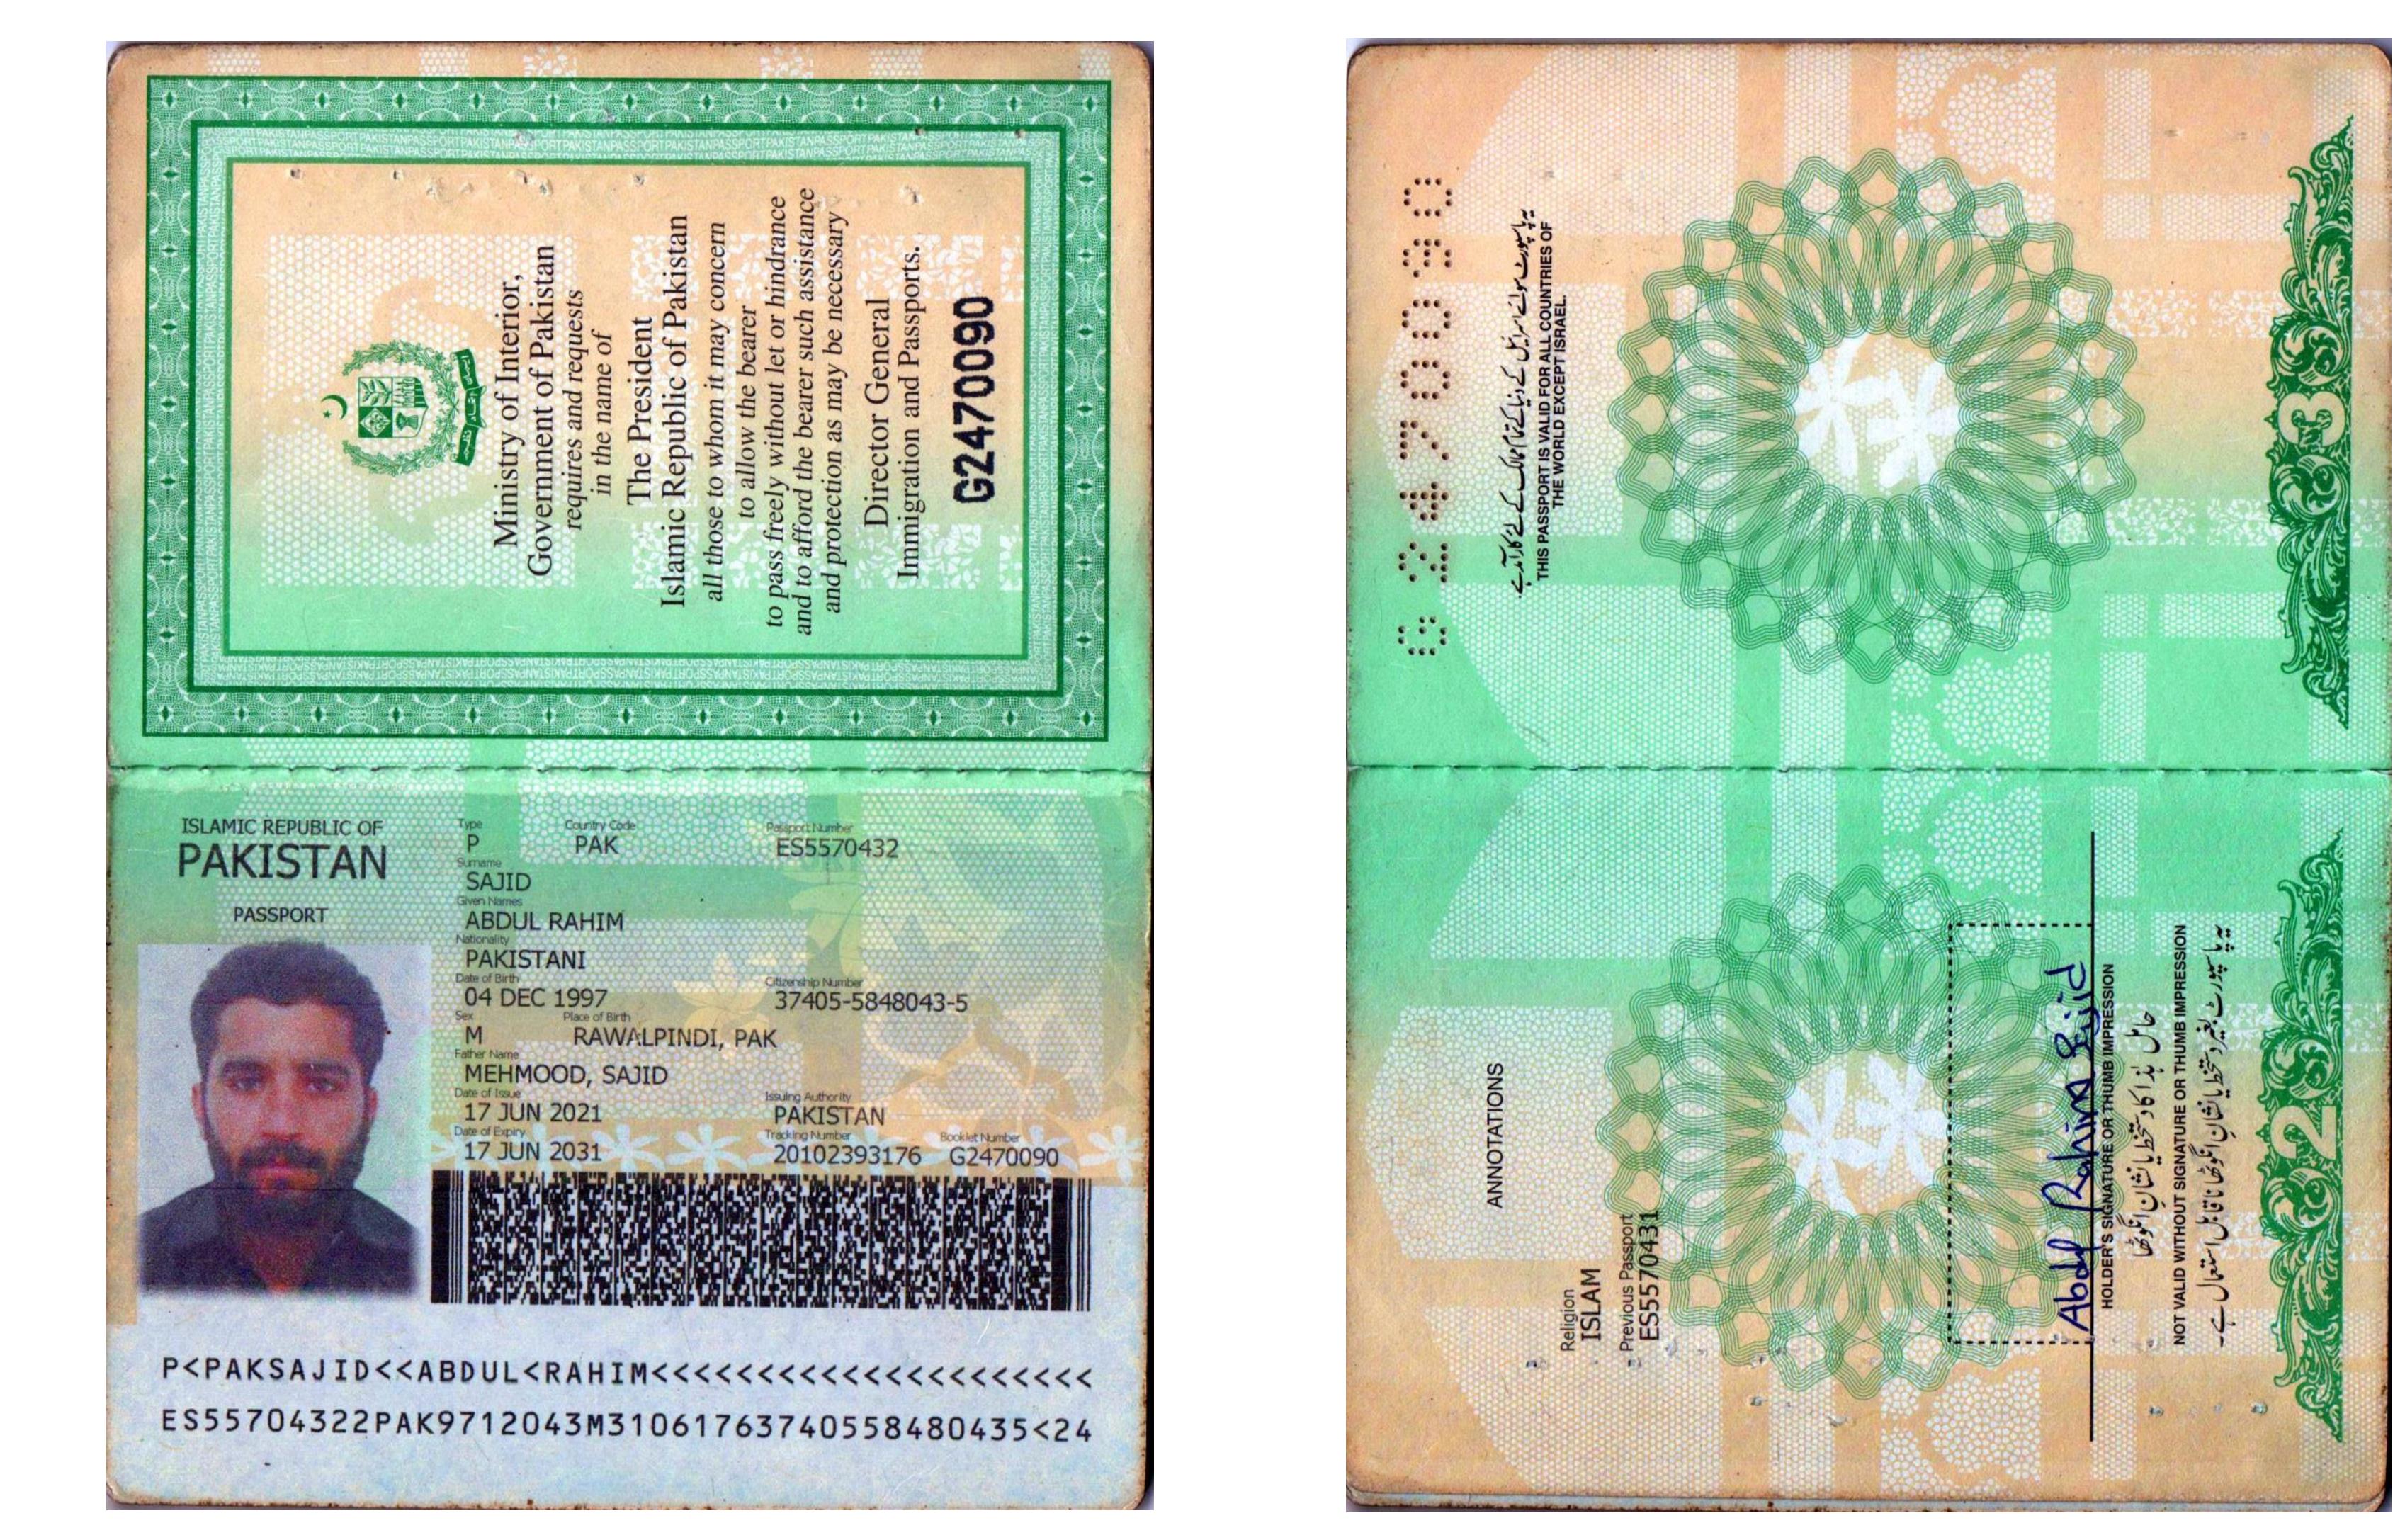 Ministry of Interior,
Government of Pakistan
requires and requests
in the name of
The President
Islamic Republic of Pakistan
all those to whom it may concern
to allow the bearer
to pass freely without let or hindrance
and to afford the bearer such assistance
and protection as may be necessary
Director General
Immigration and Passports.
G2470090
ISLAMIC REPUBLIC OF
PAKISTAN
PASSPORT
Type Country Code Passport Number
P PAK ES5570432
Surname
SAJID
Given Names
ABDUL RAHIM
Nationality
PAKISTANI
Date of Birth Citizenship Number
04 DEC 1997 37405-5848043-5
Sex Place of Birth
M RAWALPINDI, PAK
Father Name
MEHMOOD, SAJID
Date of Issue Issuing Authority
17 JUN 2021 PAKISTAN
Date of Expiry Tracking Number Booklet Number
17 JUN 2031 20102393176 G2470090
P<PAKSAJID<<ABDUL<RAHIM<<<<<<<<<<<<<<<<<<<<<
ES55704322PAK9712043M31061763740558480435<24
G2470090
یہ پاسپورٹ سوائے اسرائیل کے دنیا کے تمام ممالک کے لئے کارآمد ہے۔
THIS PASSPORT IS VALID FOR ALL COUNTRIES OF
THE WORLD EXCEPT ISRAEL.
3
ANNOTATIONS
Religion
ISLAM
Previous Passport
ES5570431
Abdul Rahim Sajid
HOLDER'S SIGNATURE OR THUMB IMPRESSION
حامل ہذا کا دستخط یا نشان انگوٹھا
NOT VALID WITHOUT SIGNATURE OR THUMB IMPRESSION
یہ پاسپورٹ بغیر دستخط یا نشان انگوٹھا ناقابل استعمال ہے۔
2